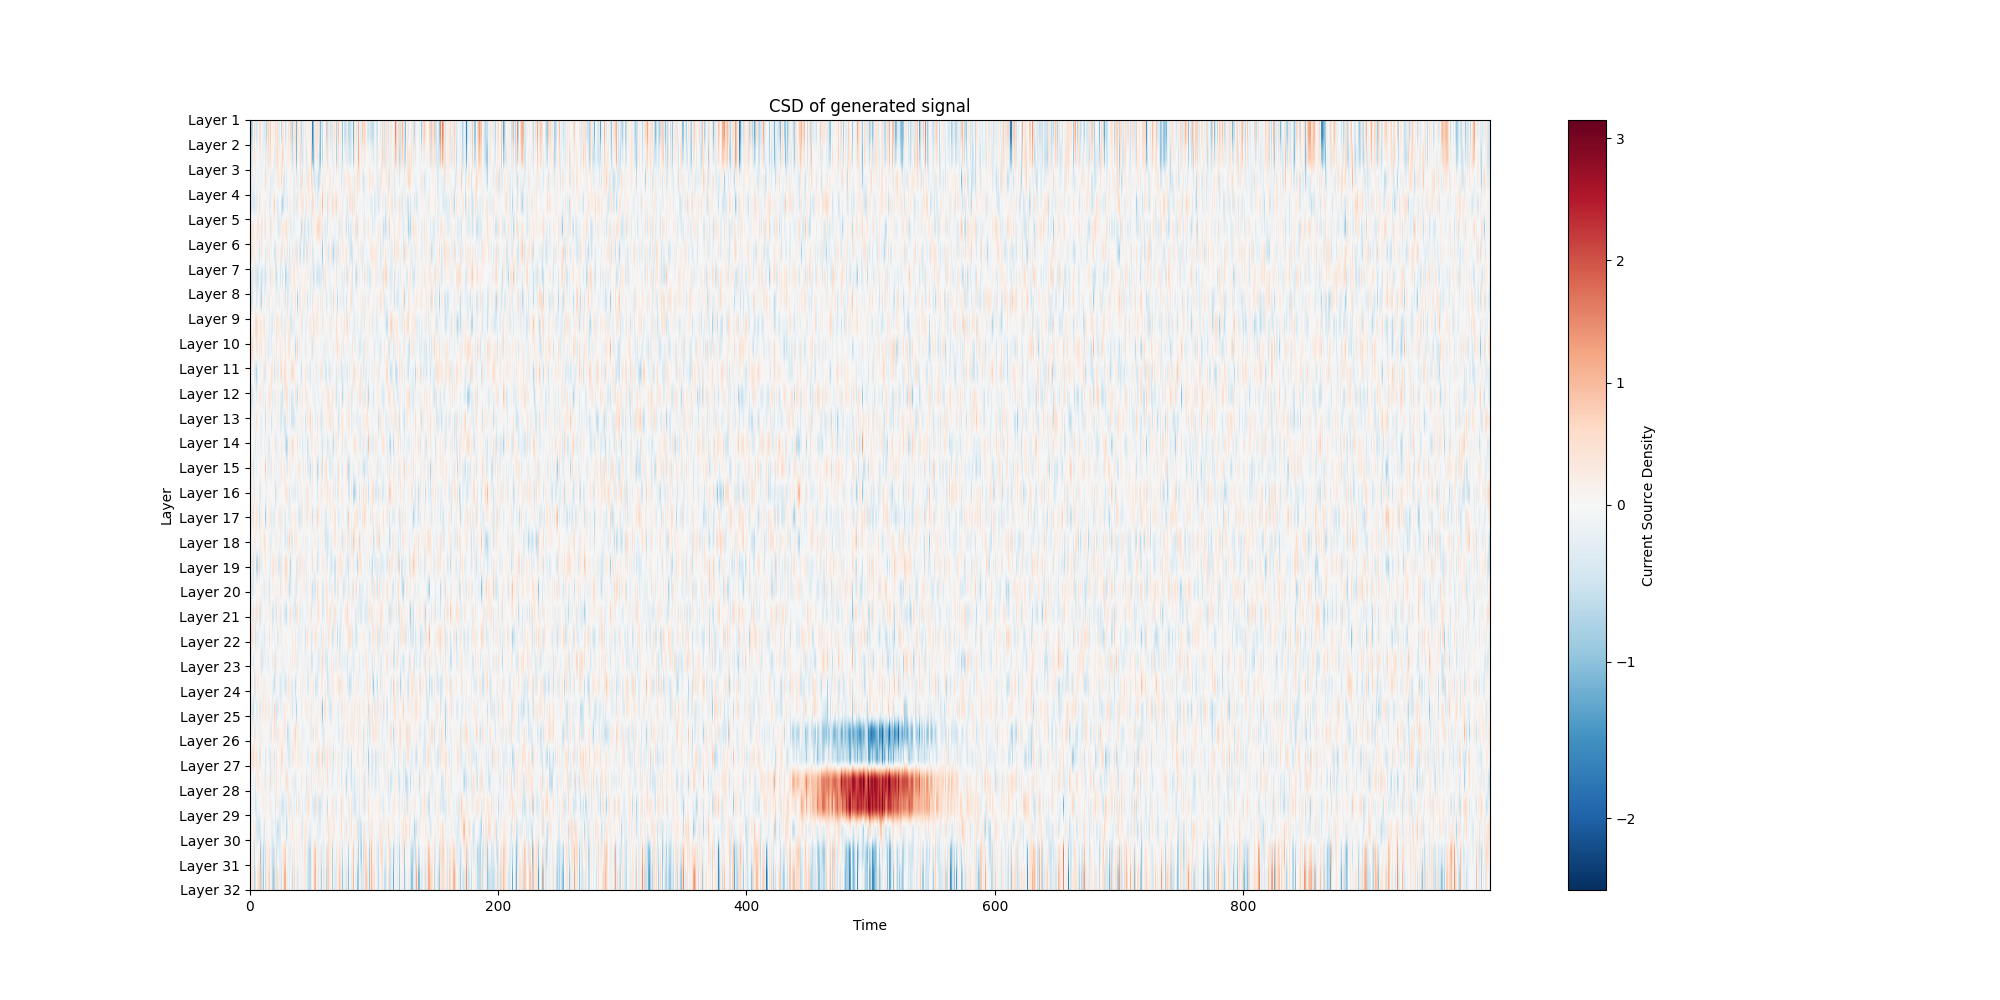 CSD of generated signal
Layer 1
Layer 2
Layer 3
Layer 4
Layer 5
Layer 6
Layer 7
Layer 8
Layer 9
Layer 10
Layer 11
Layer 12
Layer 13
Layer 14
Layer 15
Layer 16
Layer 17
Layer 18
Layer 19
Layer 20
Layer 21
Layer 22
Layer 23
Layer 24
Layer 25
Layer 26
Layer 27
Layer 28
Layer 29
Layer 30
Layer 31
Layer 32
Layer
0 200 400 600 800
Time
3
2
1
0
−1
−2
Current Source Density